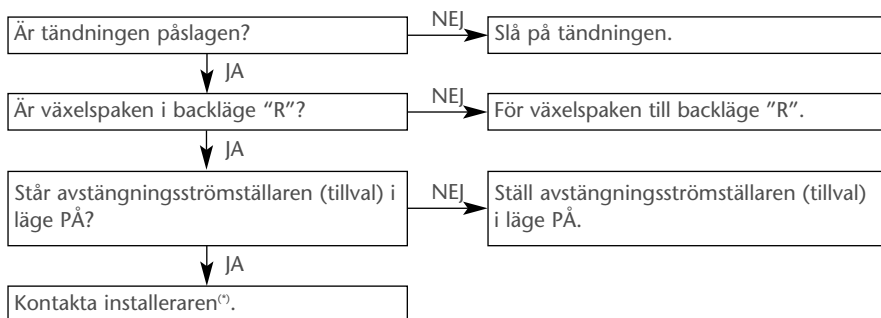 Är tändningen påslagen?
NEJ
Slå på tändningen.
JA
Är växelspaken i backläge "R"?
NEJ
För växelspaken till backläge "R".
JA
Står avstängningsströmställaren (tillval) i
läge PÅ?
NEJ
Ställ avstängningsströmställaren (tillval)
i läge PÅ.
JA
Kontakta installeraren(*).